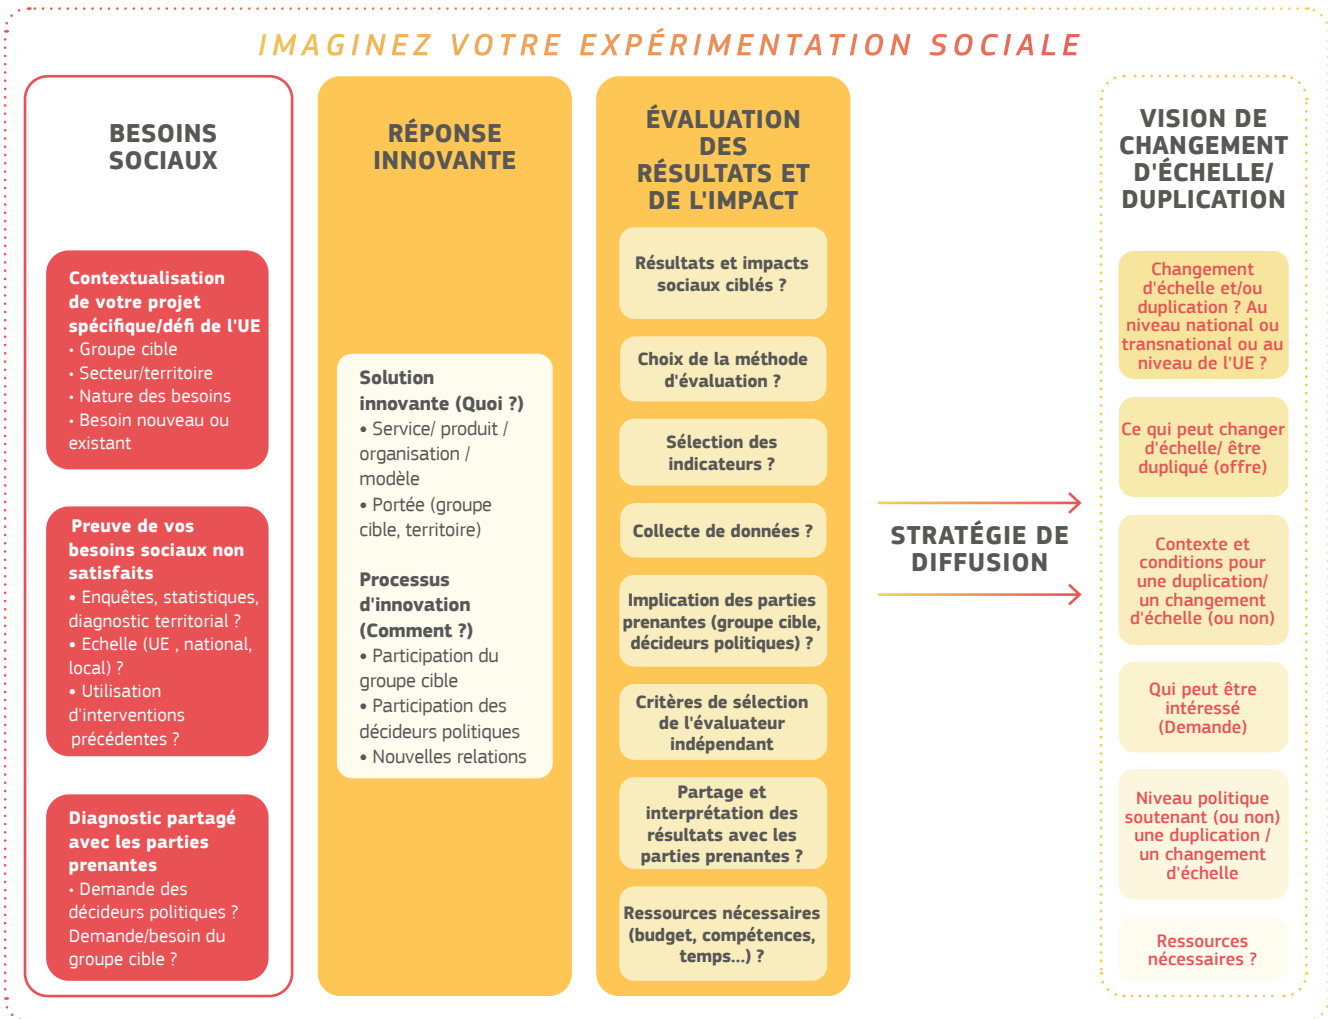 IMAGINEZ VOTRE EXPÉRIMENTATION SOCIALE
BESOINS
SOCIAUX
Contextualisation
de votre projet
spécifique/défi de l'UE
• Groupe cible
• Secteur/territoire
• Nature des besoins
• Besoin nouveau ou
existant
Preuve de vos
besoins sociaux non
satisfaits
• Enquêtes, statistiques,
diagnostic territorial ?
• Echelle (UE , national,
local) ?
• Utilisation
d'interventions
précédentes ?
Diagnostic partagé
avec les parties
prenantes
• Demande des
décideurs politiques ?
Demande/besoin du
groupe cible ?
RÉPONSE
INNOVANTE
Solution
innovante (Quoi ?)
• Service/ produit /
organisation /
modèle
• Portée (groupe
cible, territoire)
Processus
d'innovation
(Comment ?)
• Participation du
groupe cible
• Participation des
décideurs politiques
• Nouvelles relations
ÉVALUATION
DES
RÉSULTATS ET
DE L'IMPACT
Résultats et impacts
sociaux ciblés ?
Choix de la méthode
d'évaluation ?
Sélection des
indicateurs ?
Collecte de données ?
Implication des parties
prenantes (groupe cible,
décideurs politiques) ?
Critères de sélection
de l'évaluateur
indépendant
Partage et
interprétation des
résultats avec les
parties prenantes ?
Ressources nécessaires
(budget, compétences,
temps...) ?
STRATÉGIE DE
DIFFUSION
VISION DE
CHANGEMENT
D'ÉCHELLE/
DUPLICATION
Changement
d'échelle et/ou
duplication ? Au
niveau national ou
transnational ou au
niveau de l'UE ?
Ce qui peut changer
d'échelle/ être
dupliqué (offre)
Contexte et
conditions pour
une duplication/
un changement
d'échelle (ou non)
Qui peut être
intéressé
(Demande)
Niveau politique
soutenant (ou non)
une duplication /
un changement
d'échelle
Ressources
nécessaires ?